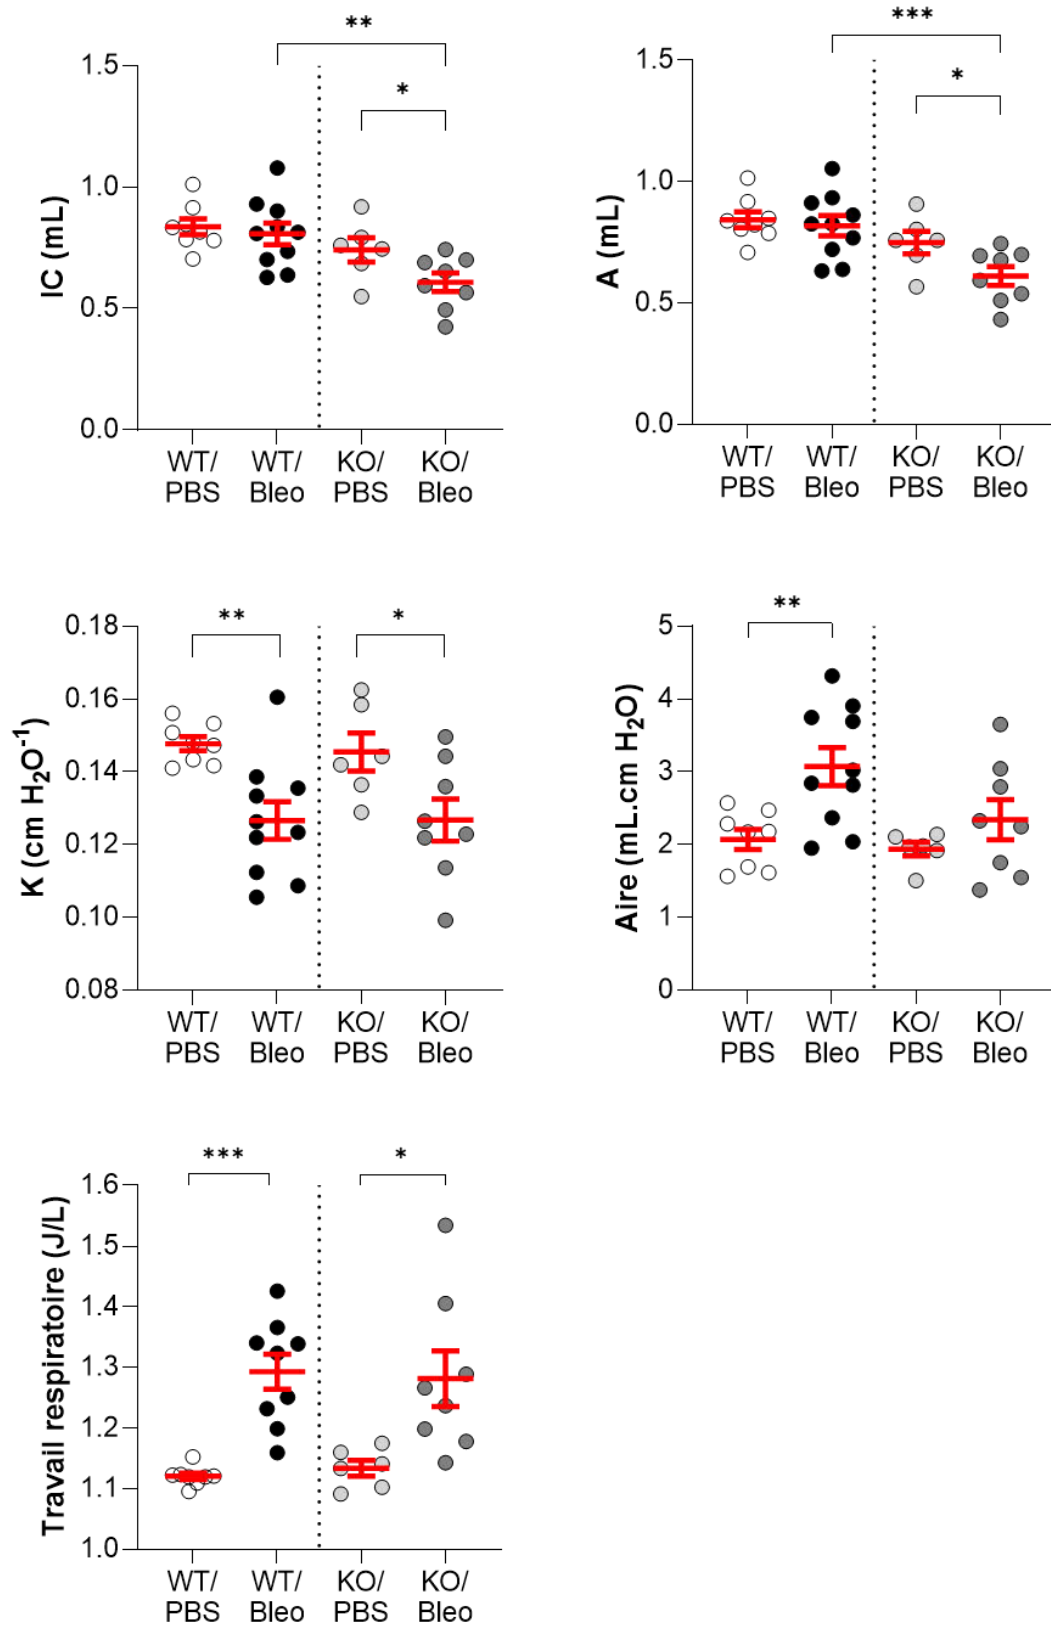 **
*
1.5
1.0
0.5
0.0
IC (mL)
WT/ WT/ KO/ KO/
PBS Bleo PBS Bleo
***
*
1.5
1.0
0.5
0.0
A (mL)
WT/ WT/ KO/ KO/
PBS Bleo PBS Bleo
** *
0.18
0.16
0.14
0.12
0.10
0.08
K (cm H₂O⁻¹)
WT/ WT/ KO/ KO/
PBS Bleo PBS Bleo
**
5
4
3
2
1
0
Aire (mL.cm H₂O)
WT/ WT/ KO/ KO/
PBS Bleo PBS Bleo
*** *
1.6
1.5
1.4
1.3
1.2
1.1
1.0
Travail respiratoire (J/L)
WT/ WT/ KO/ KO/
PBS Bleo PBS Bleo